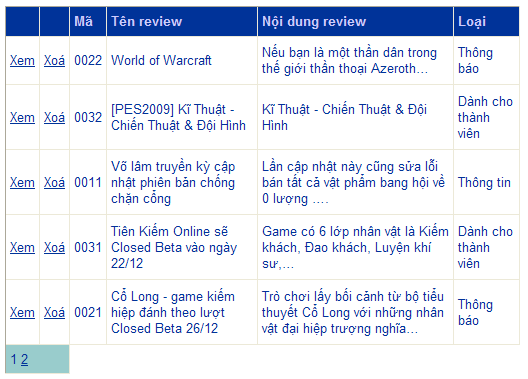 Mã Tên review Nội dung review Loại
Xem Xoá 0022 World of Warcraft Nếu bạn là một thần dân trong Thông
thế giới thần thoại Azeroth... báo
Xem Xoá 0032 [PES2009] Kĩ Thuật - Kĩ Thuật - Chiến Thuật & Đội Dành cho
Chiến Thuật & Đội Hình Hình thành
viên
Xem Xoá 0011 Võ lâm truyền kỳ cập Lần cập nhật này cũng sửa lỗi Thông tin
nhật phiên bản chống bán tất cả vật phẩm bang hội về
chặn cổng 0 lượng ....
Xem Xoá 0031 Tiên Kiếm Online sẽ Game có 6 lớp nhân vật là Kiếm Dành cho
Closed Beta vào ngày khách, Đao khách, Luyện khí thành
22/12 sư,... viên
Xem Xoá 0021 Cổ Long - game kiếm Trò chơi lấy bối cảnh từ bộ tiểu Thông
hiệp đánh theo lượt thuyết Cổ Long với những nhân báo
Closed Beta 26/12 vật đại hiệp trượng nghĩa...
1 2